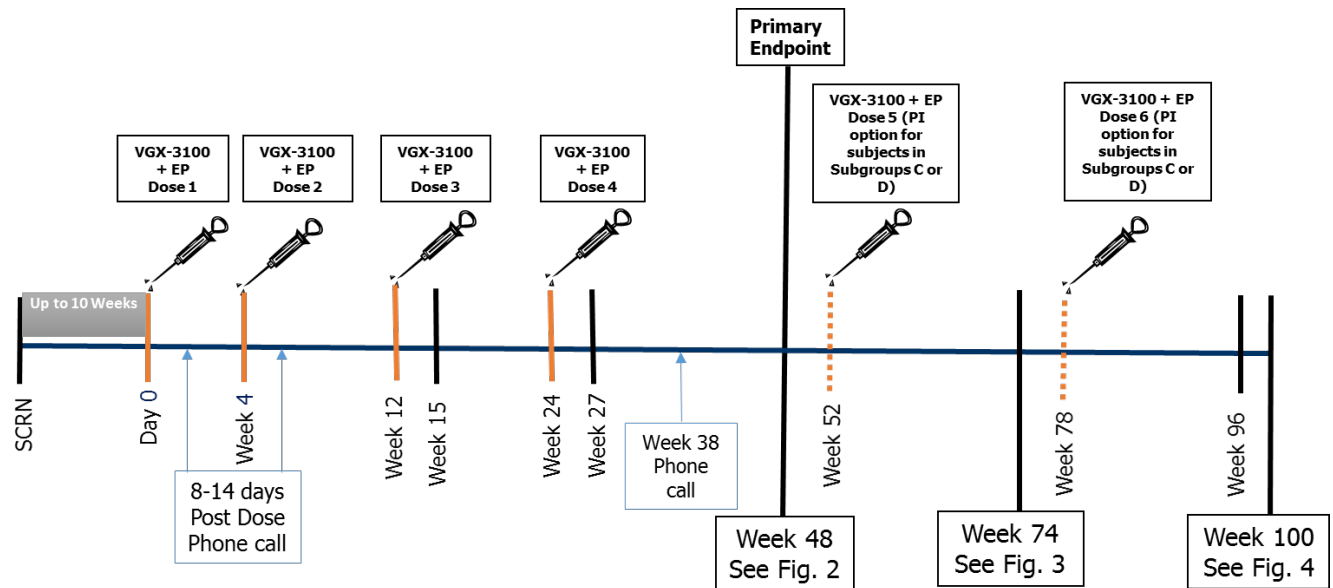 Primary
Endpoint
VGX-3100
+ EP
Dose 1
VGX-3100
+ EP
Dose 2
VGX-3100
+ EP
Dose 3
VGX-3100
+ EP
Dose 4
VGX-3100 + EP
Dose 5 (PI
option for
subjects in
Subgroups C or
D)
VGX-3100 + EP
Dose 6 (PI
option for
subjects in
Subgroups C or
D)
Up to 10 Weeks
SCRN
Day 0
Week 4
Week 12
Week 15
Week 24
Week 27
Week 52
Week 78
Week 96
8-14 days
Post Dose
Phone call
Week 38
Phone
call
Week 48
See Fig. 2
Week 74
See Fig. 3
Week 100
See Fig. 4